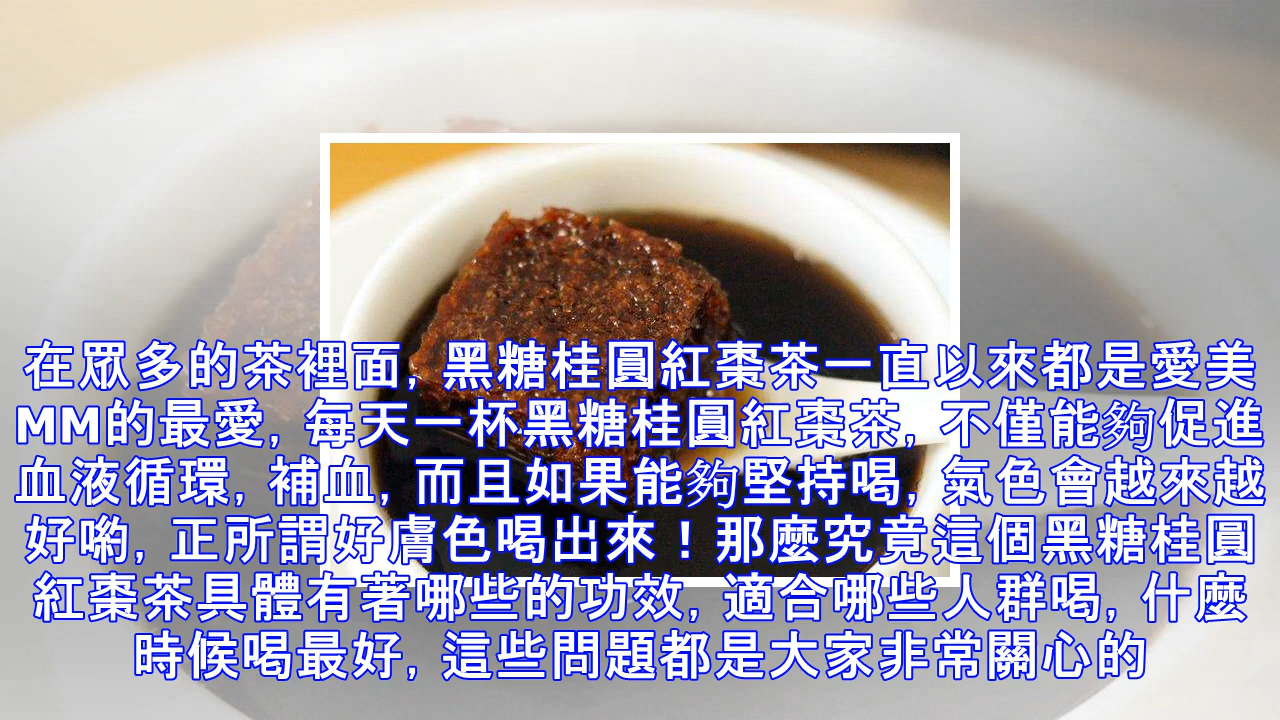 在眾多的茶裡面, 黑糖桂圓紅棗茶一直以來都是愛美
MM的最愛, 每天一杯黑糖桂圓紅棗茶, 不僅能夠促進
血液循環, 補血, 而且如果能夠堅持喝, 氣色會越來越
好喲, 正所謂好膚色喝出來！那麼究竟這個黑糖桂圓
紅棗茶具體有著哪些的功效, 適合哪些人群喝, 什麼
時候喝最好, 這些問題都是大家非常關心的